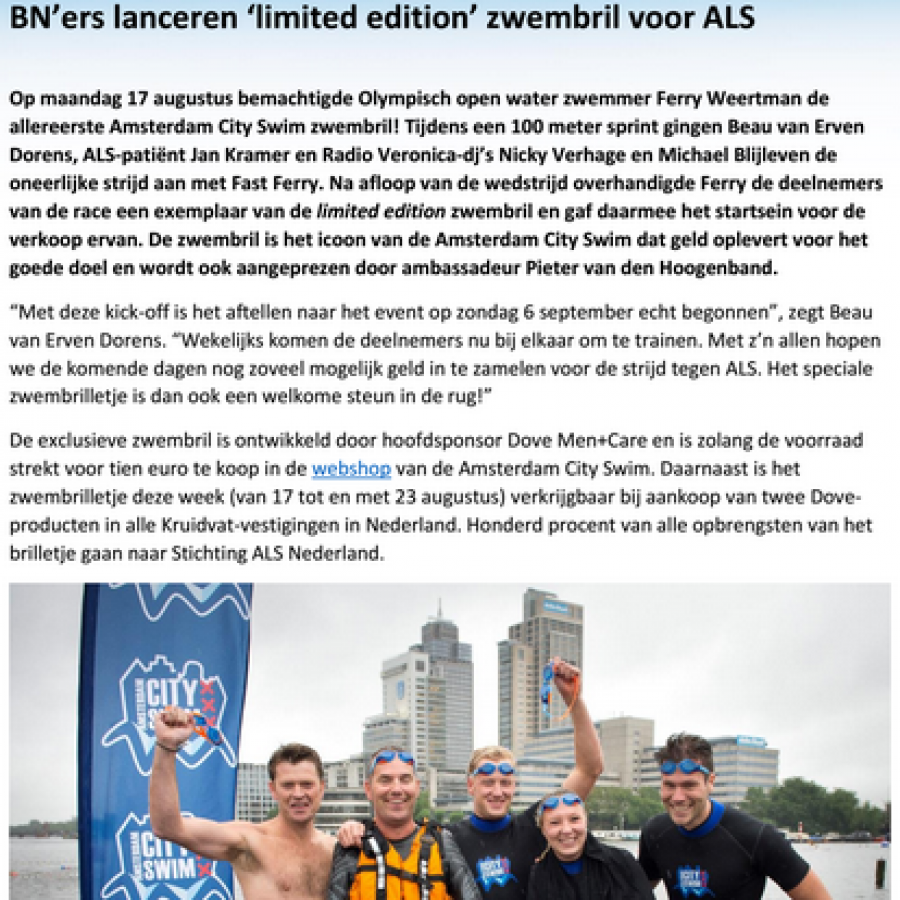 BN’ers lanceren ‘limited edition’ zwembril voor ALS
Op maandag 17 augustus bemachtigde Olympisch open water zwemmer Ferry Weertman de
allereerste Amsterdam City Swim zwembril! Tijdens een 100 meter sprint gingen Beau van Erven
Dorens, ALS-patiënt Jan Kramer en Radio Veronica-dj’s Nicky Verhage en Michael Blijleven de
oneerlijke strijd aan met Fast Ferry. Na afloop van de wedstrijd overhandigde Ferry de deelnemers
van de race een exemplaar van de limited edition zwembril en gaf daarmee het startsein voor de
verkoop ervan. De zwembril is het icoon van de Amsterdam City Swim dat geld oplevert voor het
goede doel en wordt ook aangeprezen door ambassadeur Pieter van den Hoogenband.
“Met deze kick-off is het aftellen naar het event op zondag 6 september echt begonnen”, zegt Beau
van Erven Dorens. “Wekelijks komen de deelnemers nu bij elkaar om te trainen. Met z’n allen hopen
we de komende dagen nog zoveel mogelijk geld in te zamelen voor de strijd tegen ALS. Het speciale
zwembrilletje is dan ook een welkome steun in de rug!”
De exclusieve zwembril is ontwikkeld door hoofdsponsor Dove Men+Care en is zolang de voorraad
strekt voor tien euro te koop in de webshop van de Amsterdam City Swim. Daarnaast is het
zwembrilletje deze week (van 17 tot en met 23 augustus) verkrijgbaar bij aankoop van twee Dove-
producten in alle Kruidvat-vestigingen in Nederland. Honderd procent van alle opbrengsten van het
brilletje gaan naar Stichting ALS Nederland.
AMSTERDAM
CITY
XXX
AMSTERDAM
CITY
SWIM
CITY
SWIM
CITY
SWIM